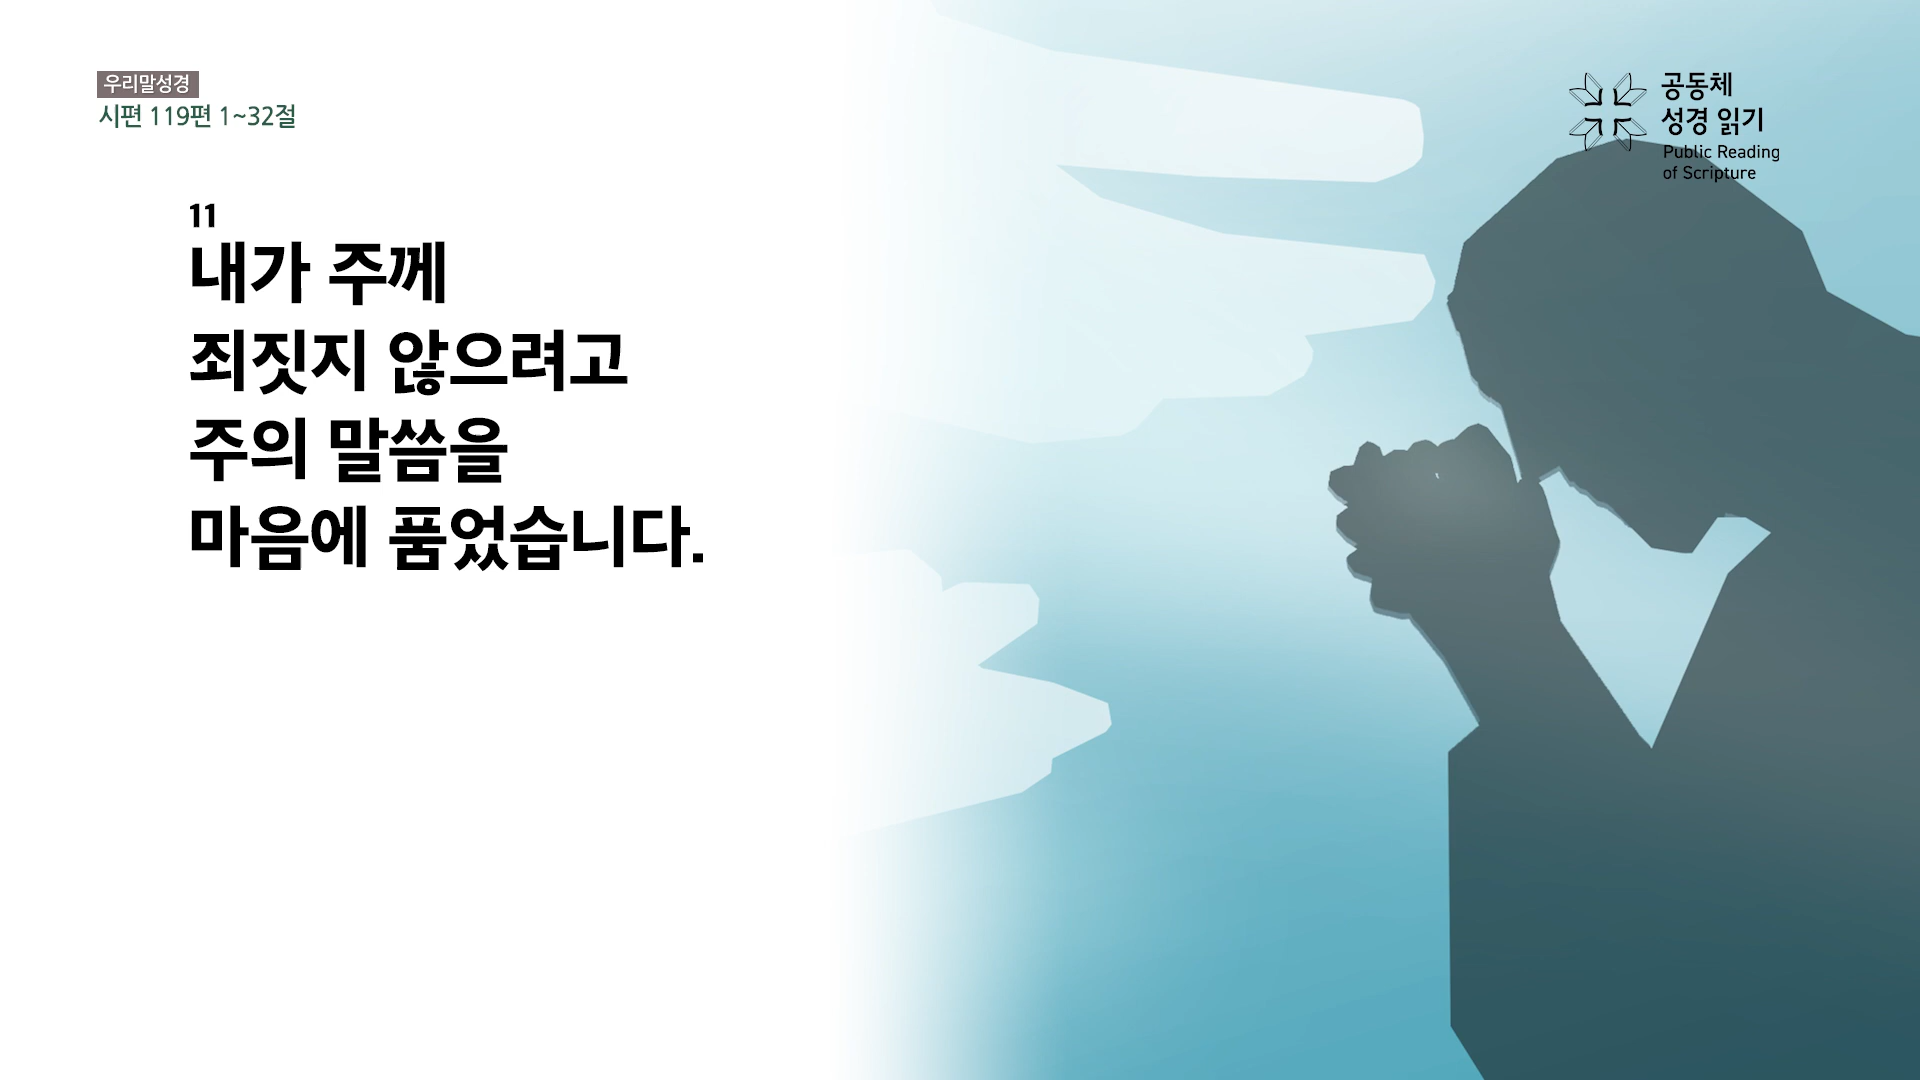 우리말성경
시편 119편 1~32절
공동체
성경 읽기
Public Reading
of Scripture
11
내가 주께
죄짓지 않으려고
주의 말씀을
마음에 품었습니다.